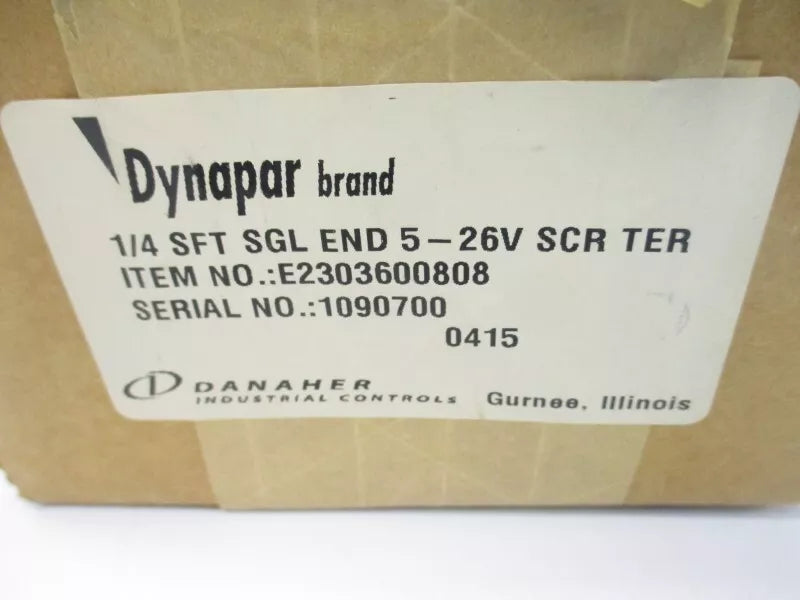 Dynapar brand
1/4 SFT SGL END 5-26V SCR TER
ITEM NO.:E2303600808
SERIAL NO.:1090700
0415
DANAHER
INDUSTRIAL CONTROLS Gurnee, Illinois